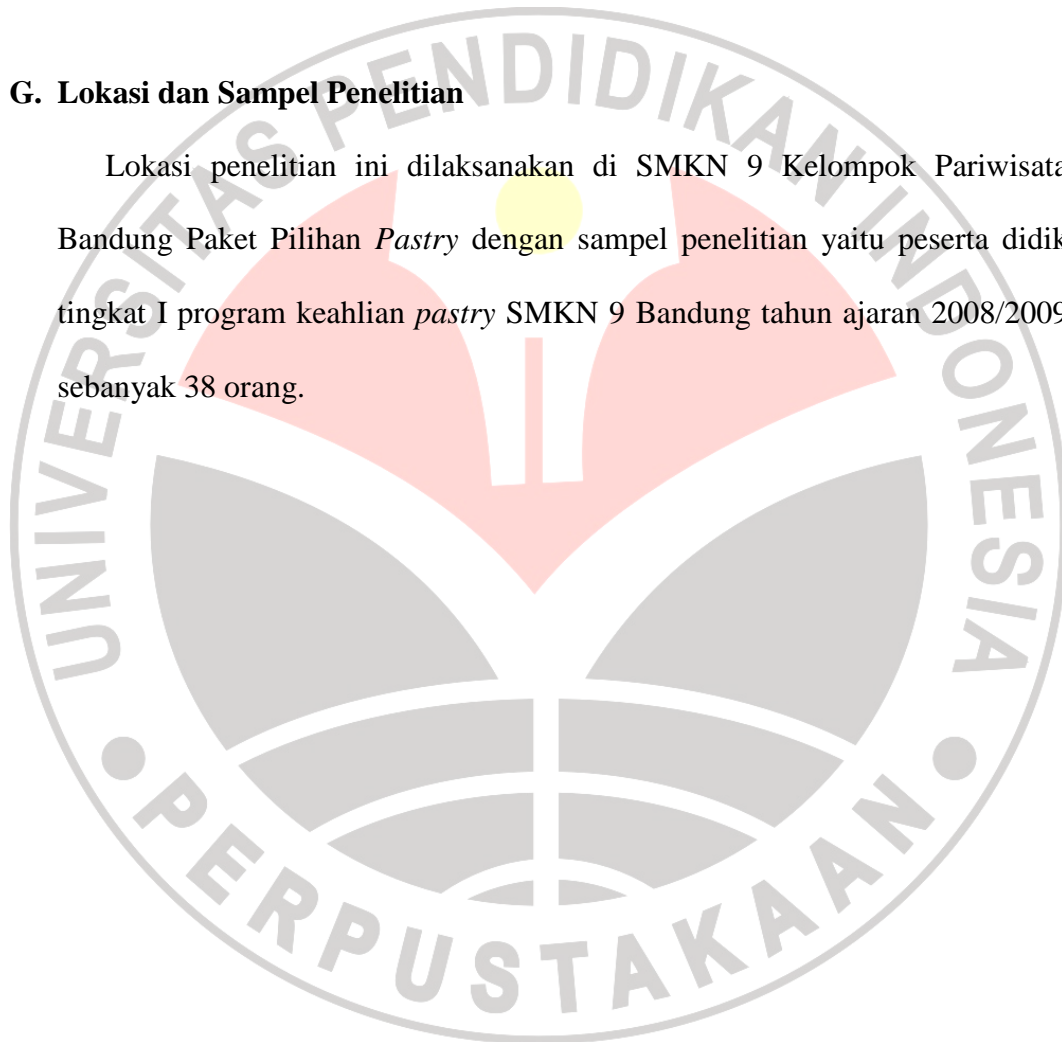 G. Lokasi dan Sampel Penelitian
Lokasi penelitian ini dilaksanakan di SMKN 9 Kelompok Pariwisata
Bandung Paket Pilihan Pastry dengan sampel penelitian yaitu peserta didik
tingkat I program keahlian pastry SMKN 9 Bandung tahun ajaran 2008/2009
sebanyak 38 orang.
UNIVERSITAS PENDIDIKAN INDONESIA
PERPUSTAKAAN